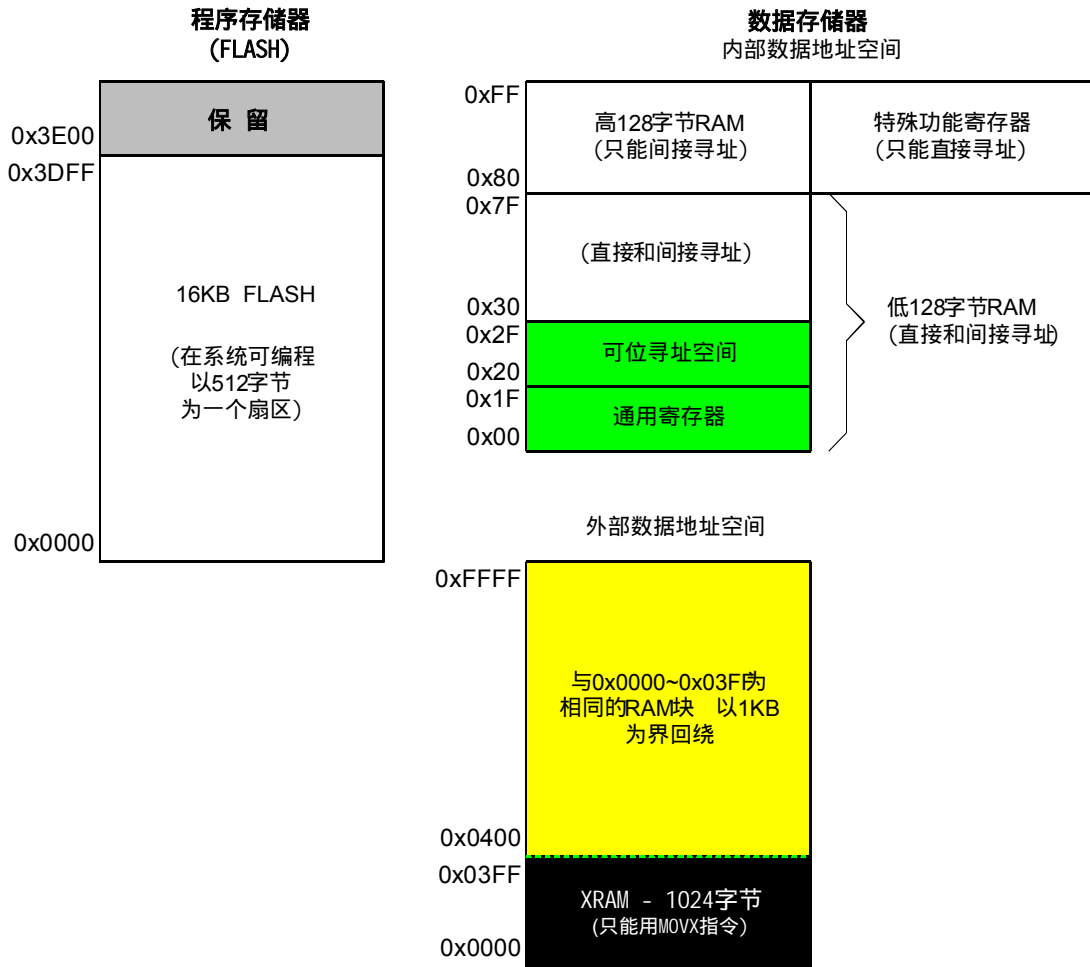 程序存储器
(FLASH)
保 留
0x3E00
0x3DFF
16KB FLASH
(在系统可编程
以512字节
为一个扇区)
0x0000
数据存储器
内部数据地址空间
0xFF
高128字节RAM
(只能间接寻址)
特殊功能寄存器
(只能直接寻址)
0x80
0x7F
(直接和间接寻址)
0x30
0x2F
可位寻址空间
0x20
0x1F
通用寄存器
0x00
低128字节RAM
(直接和间接寻址)
外部数据地址空间
0xFFFF
与0x0000~0x03FF为
相同的RAM块 以1KB
为界回绕
0x0400
0x03FF
XRAM - 1024字节
(只能用MOVX指令)
0x0000